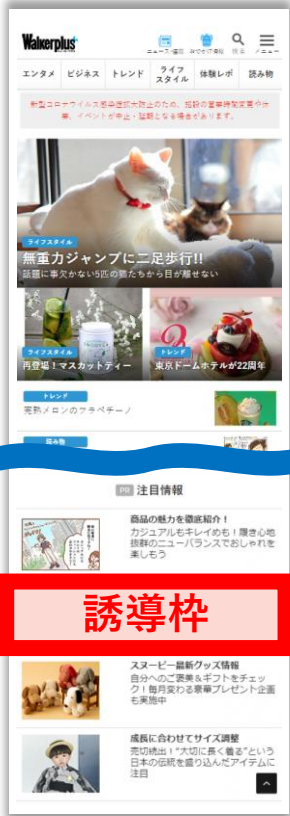 Walkerplus
ニュース・連載
おでかけ情報
検索
メニュー
エンタメ
ビジネス
トレンド
ライフ
スタイル
体験レポ
読み物
新型コロナウイルス感染症拡大防止のため、施設の営業時間変更や休
業、イベントが中止・延期となる場合があります。
ライフスタイル
無重力ジャンプに二足歩行!!
話題に事欠かない5匹の猫たちから目が離せない
ライフスタイル
再登場！マスカットティー
トレンド
東京ドームホテルが22周年
トレンド
完熟メロンのフラペチーノ
読み物
PR 注目情報
商品の魅力を徹底紹介！
カジュアルもキレイめも！履き心地
抜群のニューバランスでおしゃれを
楽しもう
誘導枠
スヌーピー最新グッズ情報
自分へのご褒美＆ギフトをチェッ
ク！毎月変わる豪華プレゼント企画
も実施中
成長に合わせてサイズ調整
売切続出！“大切に長く着る”という
日本の伝統を盛り込んだアイテムに
注目